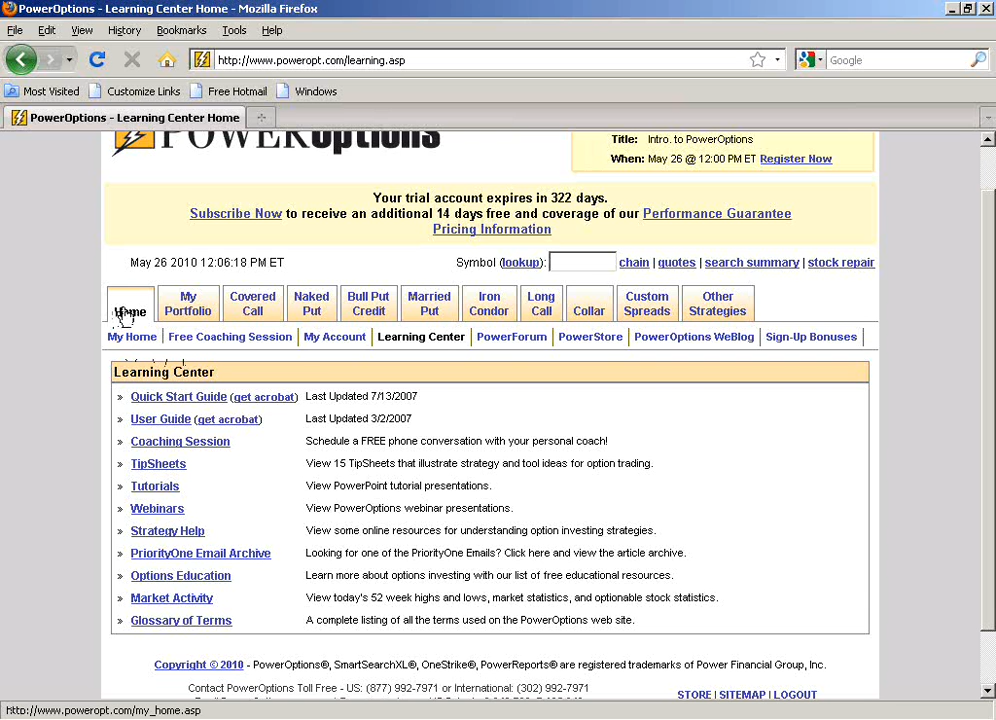 PowerOptions - Learning Center Home - Mozilla Firefox
File Edit View History Bookmarks Tools Help
http://www.poweropt.com/learning.asp Google
Most Visited Customize Links Free Hotmail Windows
PowerOptions - Learning Center Home
POWEROptions
Title: Intro. to PowerOptions
When: May 26 @ 12:00 PM ET Register Now
Your trial account expires in 322 days.
Subscribe Now to receive an additional 14 days free and coverage of our Performance Guarantee
Pricing Information
May 26 2010 12:06:18 PM ET Symbol (lookup): chain | quotes | search summary | stock repair
Home My Portfolio Covered Call Naked Put Bull Put Credit Married Put Iron Condor Long Call Collar Custom Spreads Other Strategies
My Home Free Coaching Session My Account Learning Center PowerForum PowerStore PowerOptions WeBlog Sign-Up Bonuses
Learning Center
» Quick Start Guide (get acrobat) Last Updated 7/13/2007
» User Guide (get acrobat) Last Updated 3/2/2007
» Coaching Session Schedule a FREE phone conversation with your personal coach!
» TipSheets View 15 TipSheets that illustrate strategy and tool ideas for option trading.
» Tutorials View PowerPoint tutorial presentations.
» Webinars View PowerOptions webinar presentations.
» Strategy Help View some online resources for understanding option investing strategies.
» PriorityOne Email Archive Looking for one of the PriorityOne Emails? Click here and view the article archive.
» Options Education Learn more about options investing with our list of free educational resources.
» Market Activity View today's 52 week highs and lows, market statistics, and optionable stock statistics.
» Glossary of Terms A complete listing of all the terms used on the PowerOptions web site.
Copyright © 2010 - PowerOptions®, SmartSearchXL®, OneStrike®, PowerReports® are registered trademarks of Power Financial Group, Inc.
Contact PowerOptions Toll Free - US: (877) 992-7971 or International: (302) 992-7971
STORE | SITEMAP | LOGOUT
http://www.poweropt.com/my_home.asp